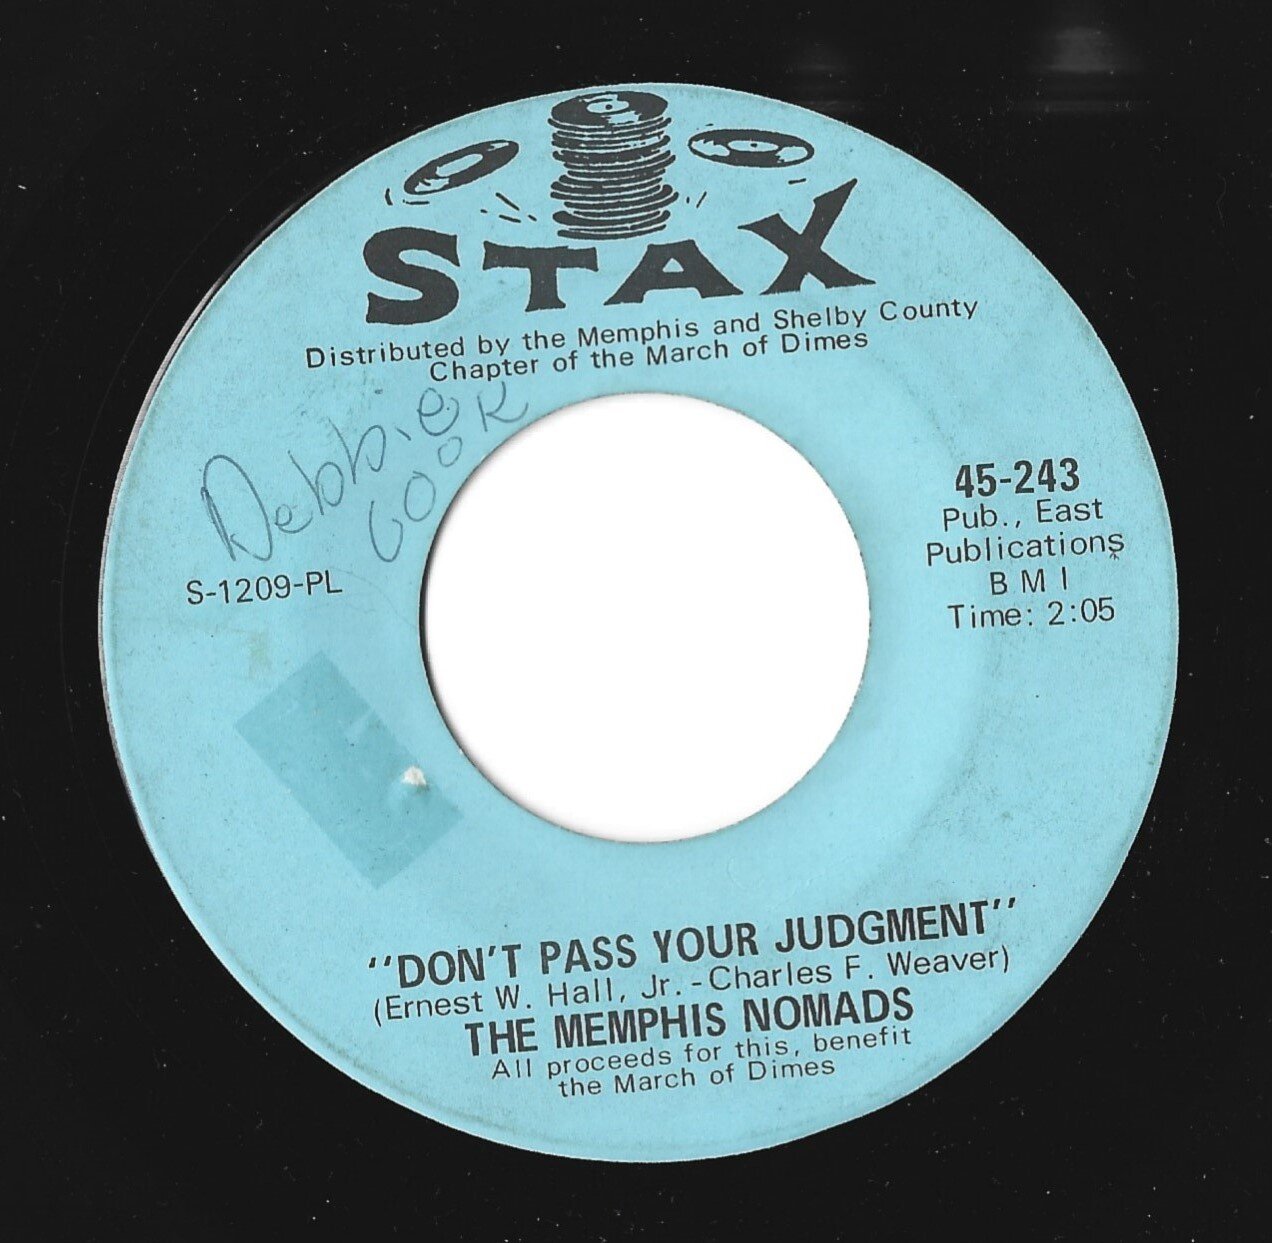 STAX
Distributed by the Memphis and Shelby County
Chapter of the March of Dimes
Debbie
Cook
S-1209-PL
45-243
Pub., East
Publications
B M I
Time: 2:05
"DON'T PASS YOUR JUDGMENT"
(Ernest W. Hall, Jr. - Charles F. Weaver)
THE MEMPHIS NOMADS
All proceeds for this, benefit
the March of Dimes